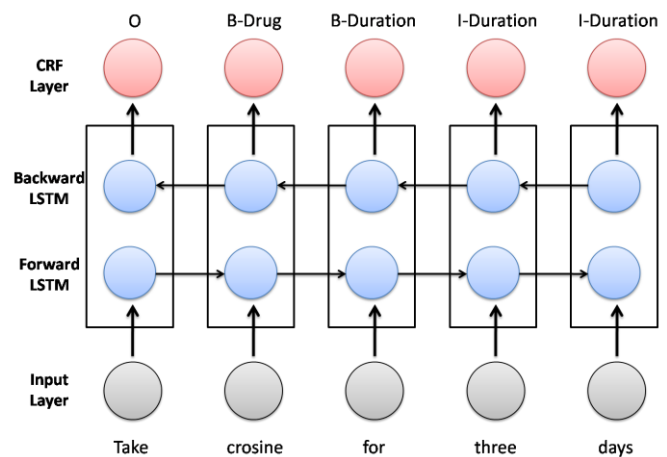 O B-Drug B-Duration I-Duration I-Duration
CRF
Layer
Backward
LSTM
Forward
LSTM
Input
Layer
Take crosine for three days